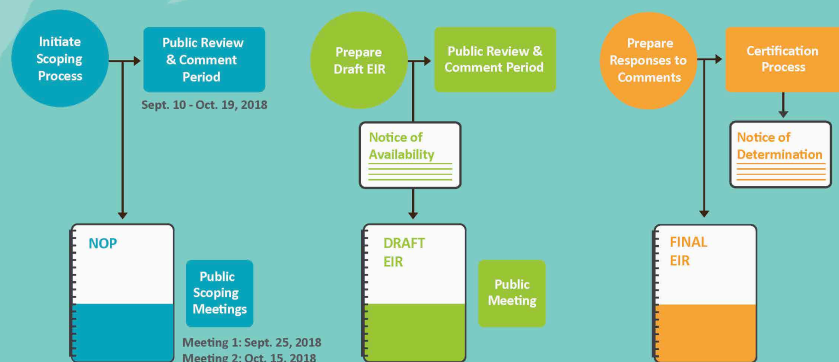 Initiate
Scoping
Process
Public Review
& Comment
Period
Sept. 10 - Oct. 19, 2018
NOP
Public
Scoping
Meetings
Meeting 1: Sept. 25, 2018
Meeting 2: Oct. 15, 2018
Prepare
Draft EIR
Public Review &
Comment Period
Notice of
Availability
DRAFT
EIR
Public
Meeting
Prepare
Responses to
Comments
Certification
Process
Notice of
Determination
FINAL
EIR